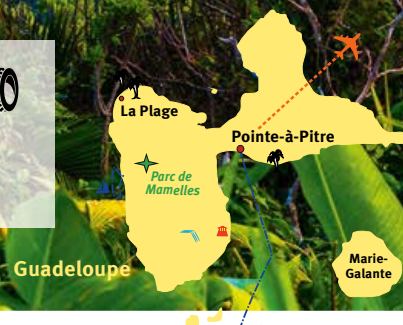 La Plage
Pointe-à-Pitre
Parc de
Mamelles
Guadeloupe
Marie-
Galante